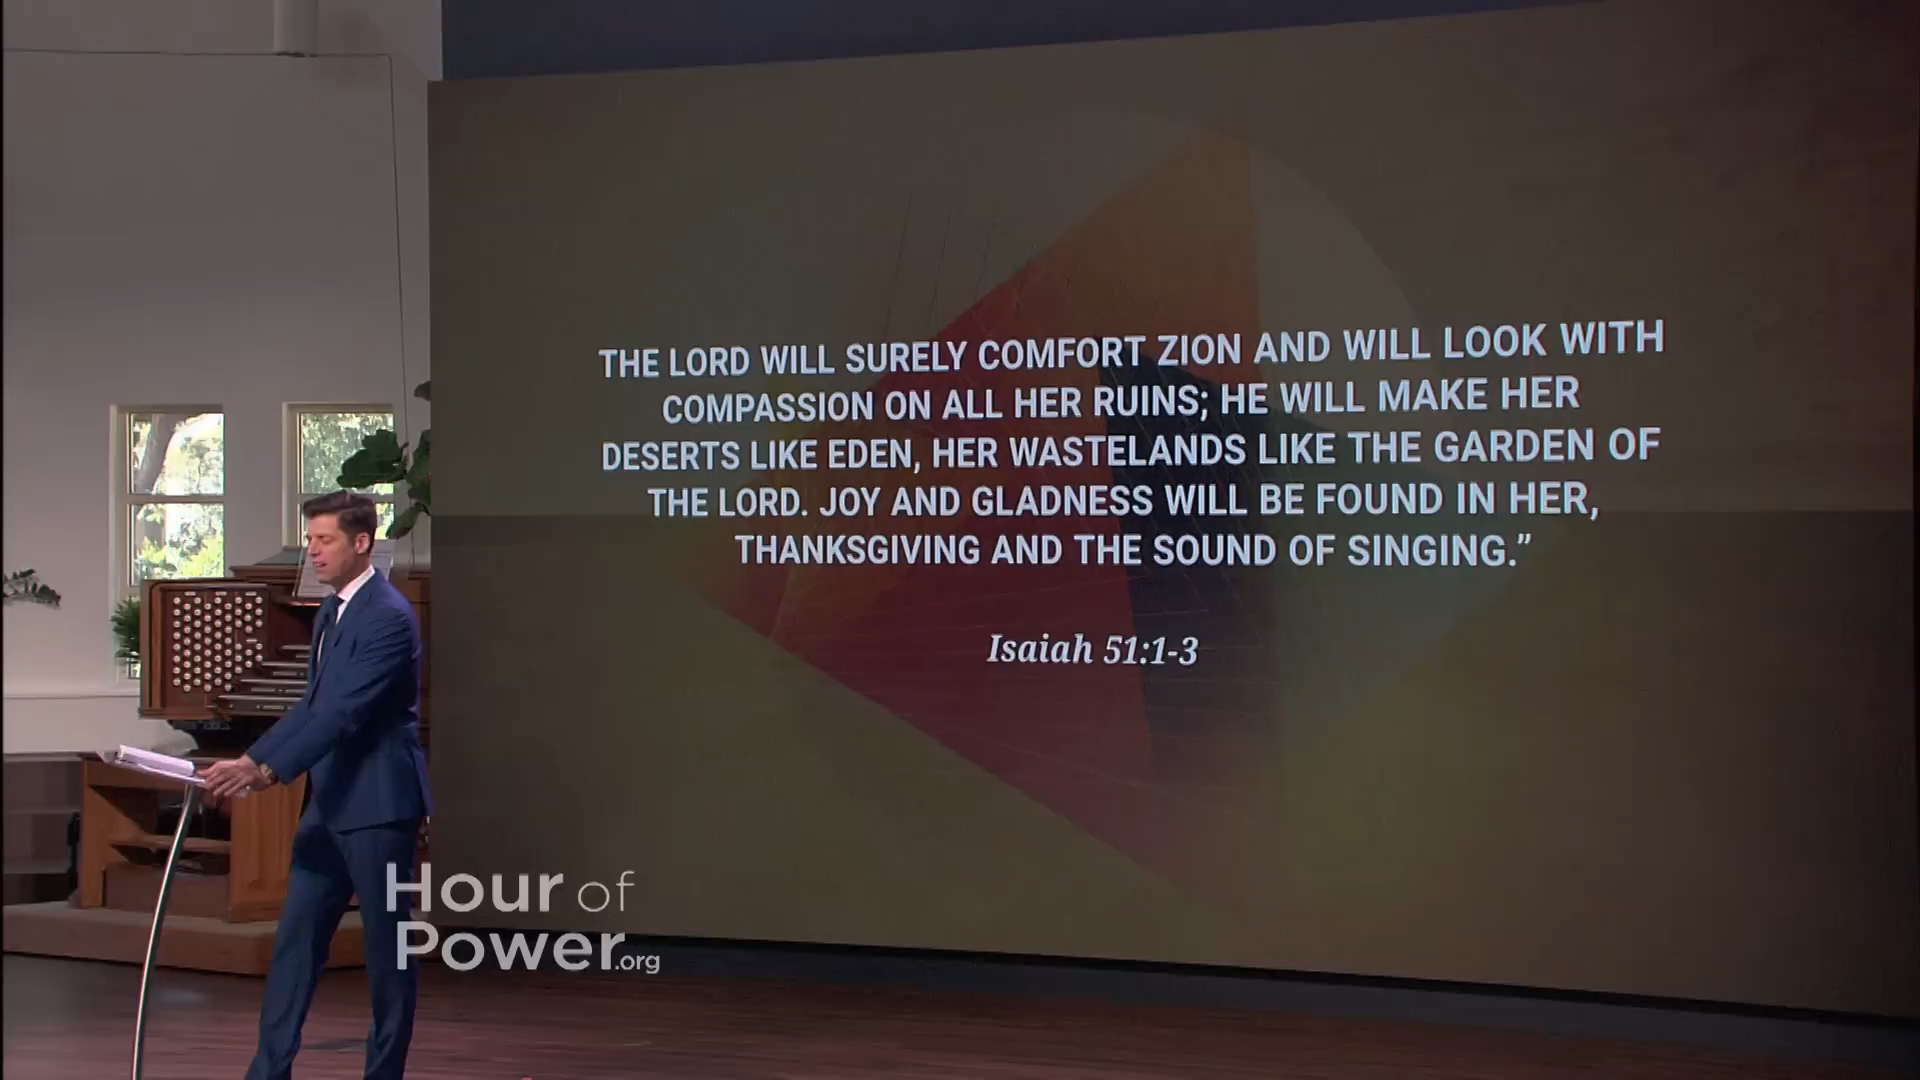 THE LORD WILL SURELY COMFORT ZION AND WILL LOOK WITH
COMPASSION ON ALL HER RUINS; HE WILL MAKE HER
DESERTS LIKE EDEN, HER WASTELANDS LIKE THE GARDEN OF
THE LORD. JOY AND GLADNESS WILL BE FOUND IN HER,
THANKSGIVING AND THE SOUND OF SINGING.”
Isaiah 51:1-3
Hour of
Power.org